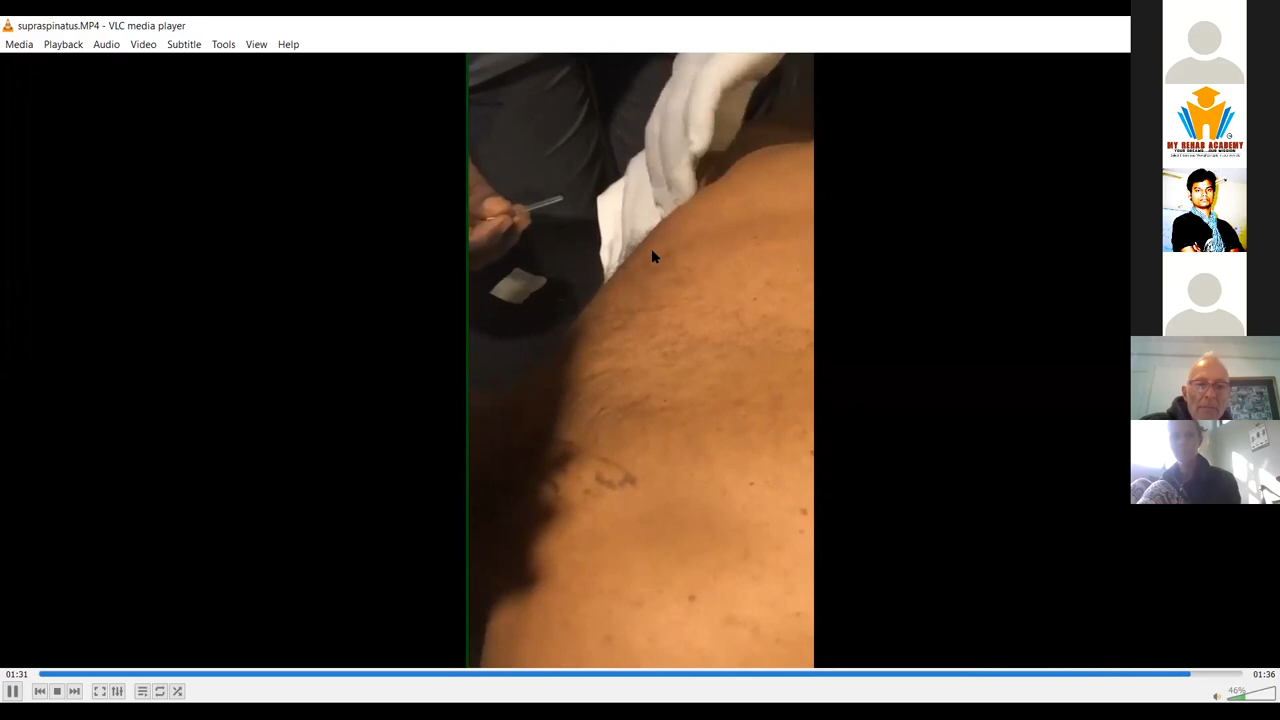 supraspinatus.MP4 - VLC media player
Media Playback Audio Video Subtitle Tools View Help
MY REHAB ACADEMY
01:31
01:36
46%